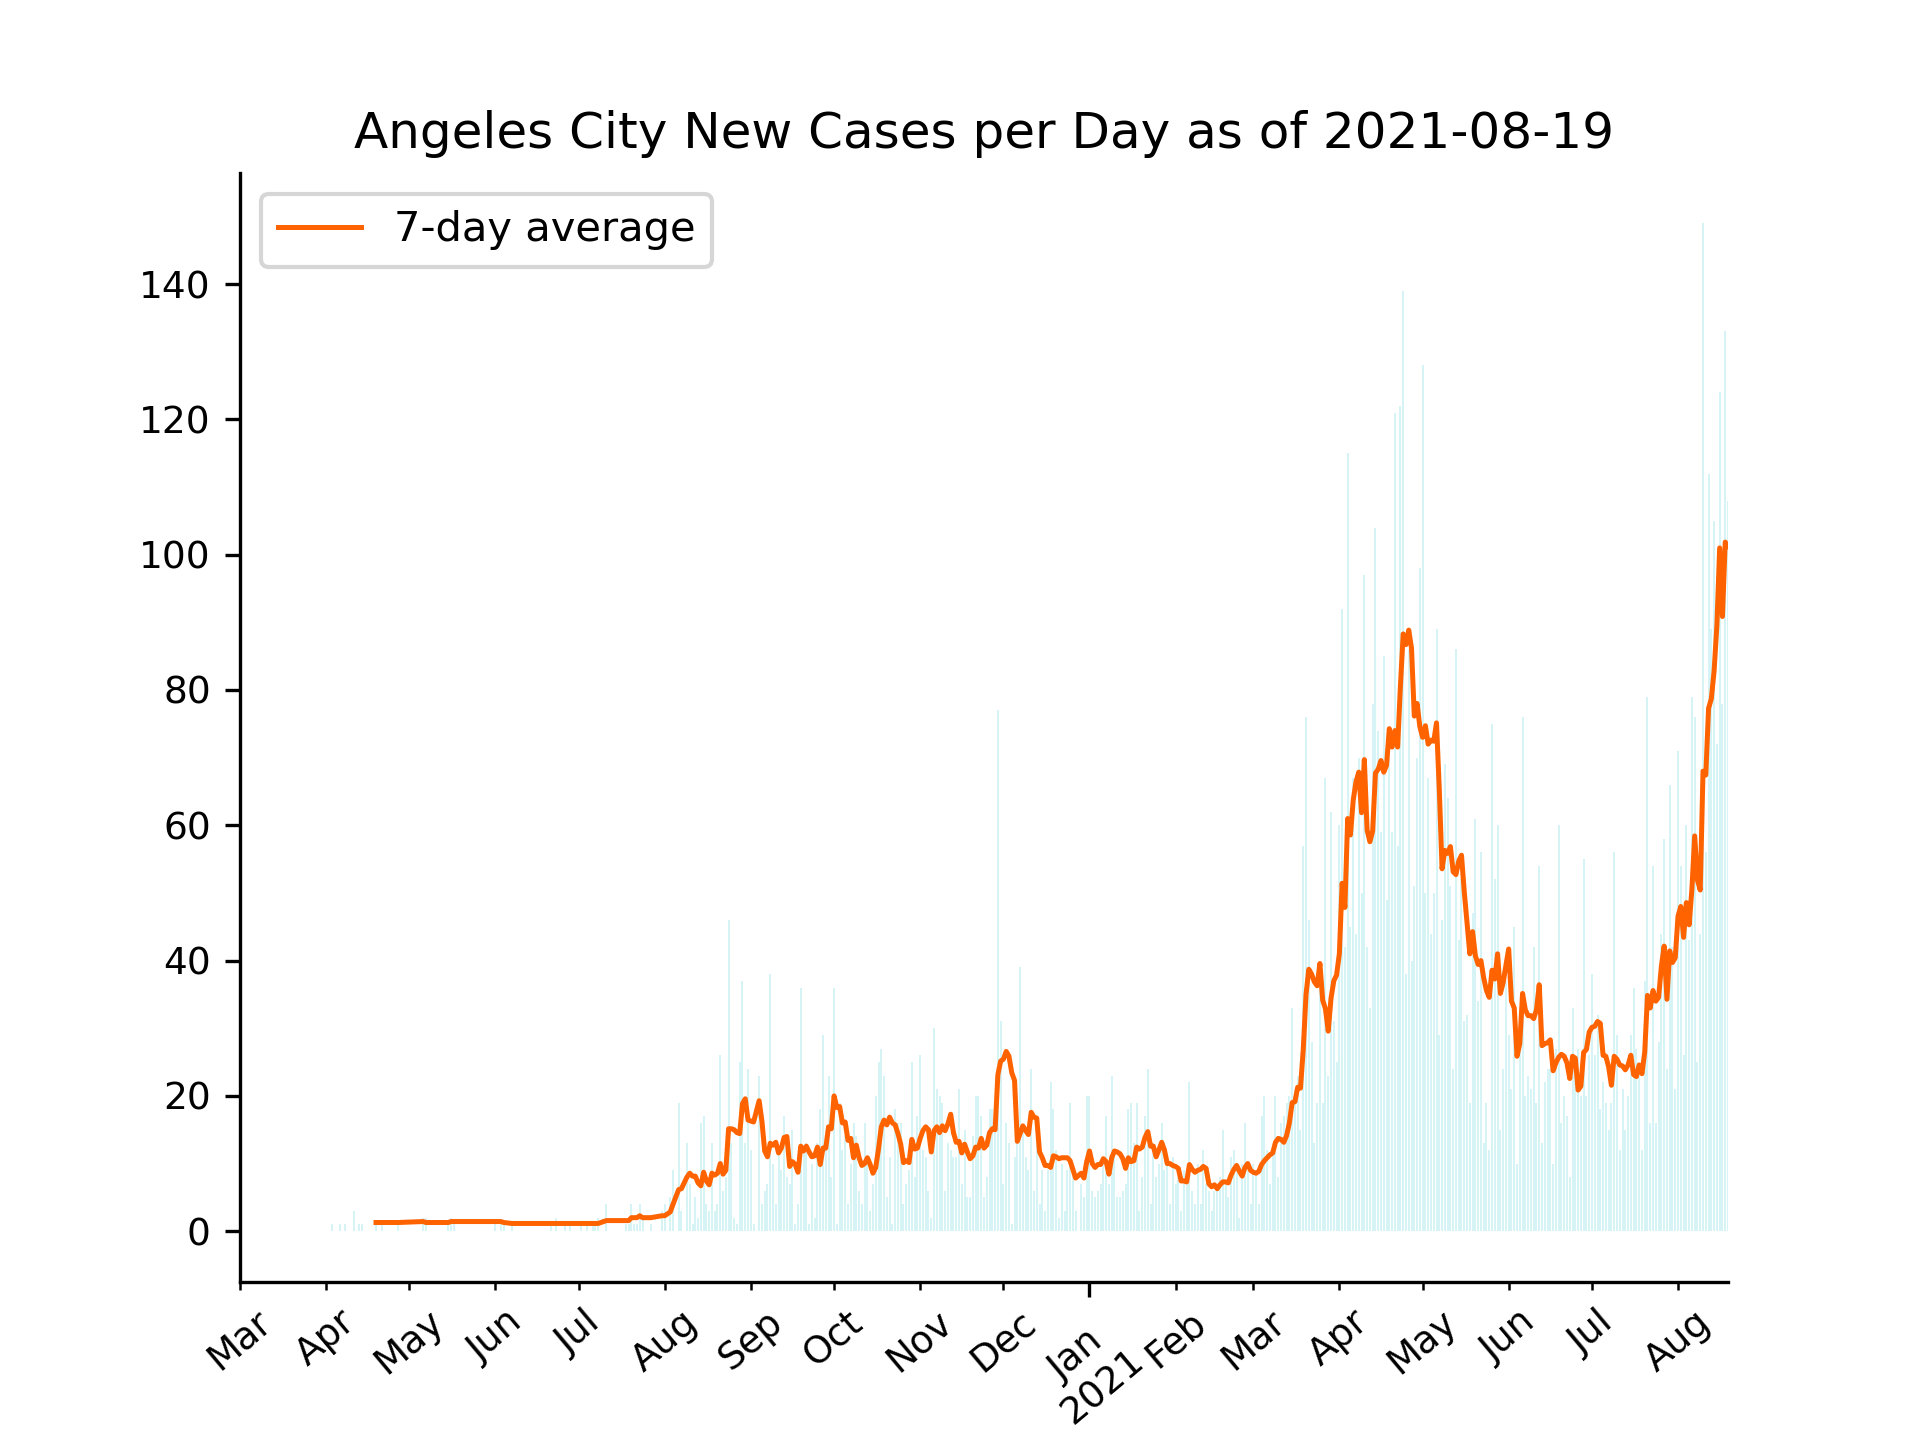 Angeles City New Cases per Day as of 2021-08-19
7-day average
140
120
100
80
60
40
20
0
Mar
Apr
May
Jun
Jul
Aug
Sep
Oct
Nov
Dec
Jan
2021
Feb
Mar
Apr
May
Jun
Jul
Aug